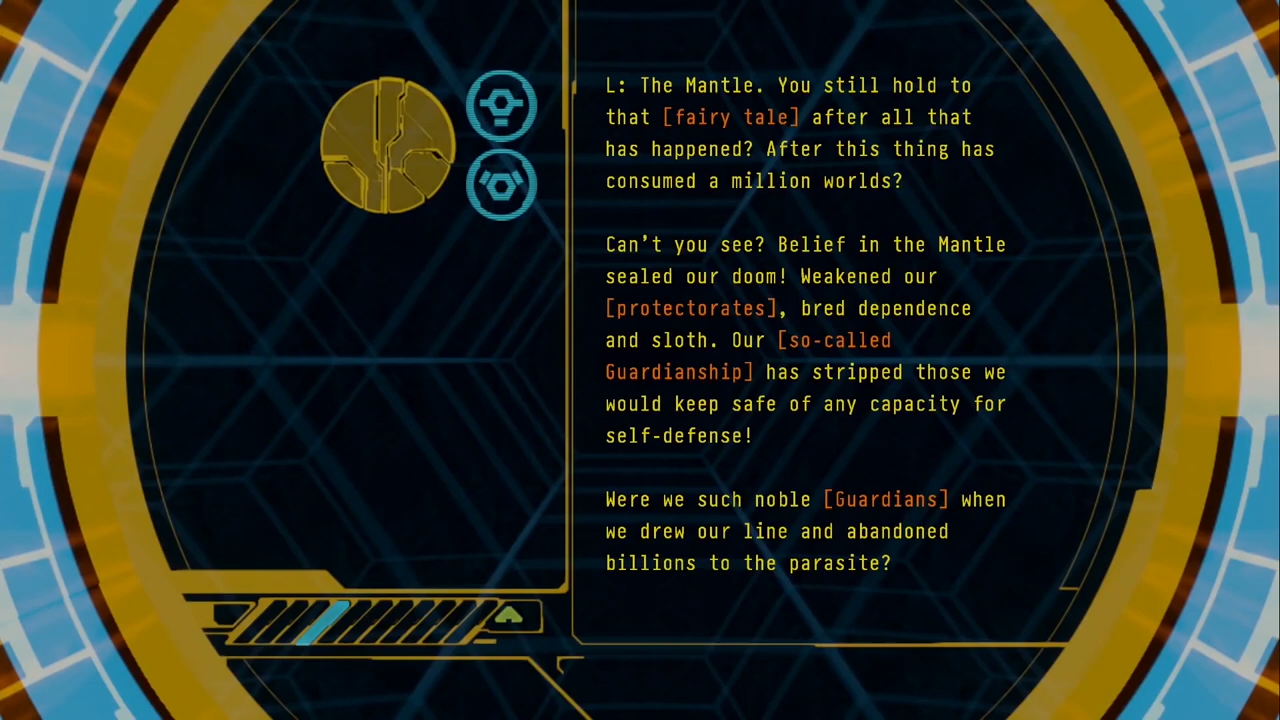 L: The Mantle. You still hold to
that [fairy tale] after all that
has happened? After this thing has
consumed a million worlds?
Can't you see? Belief in the Mantle
sealed our doom! Weakened our
[protectorates], bred dependence
and sloth. Our [so-called
Guardianship] has stripped those we
would keep safe of any capacity for
self-defense!
Were we such noble [Guardians] when
we drew our line and abandoned
billions to the parasite?